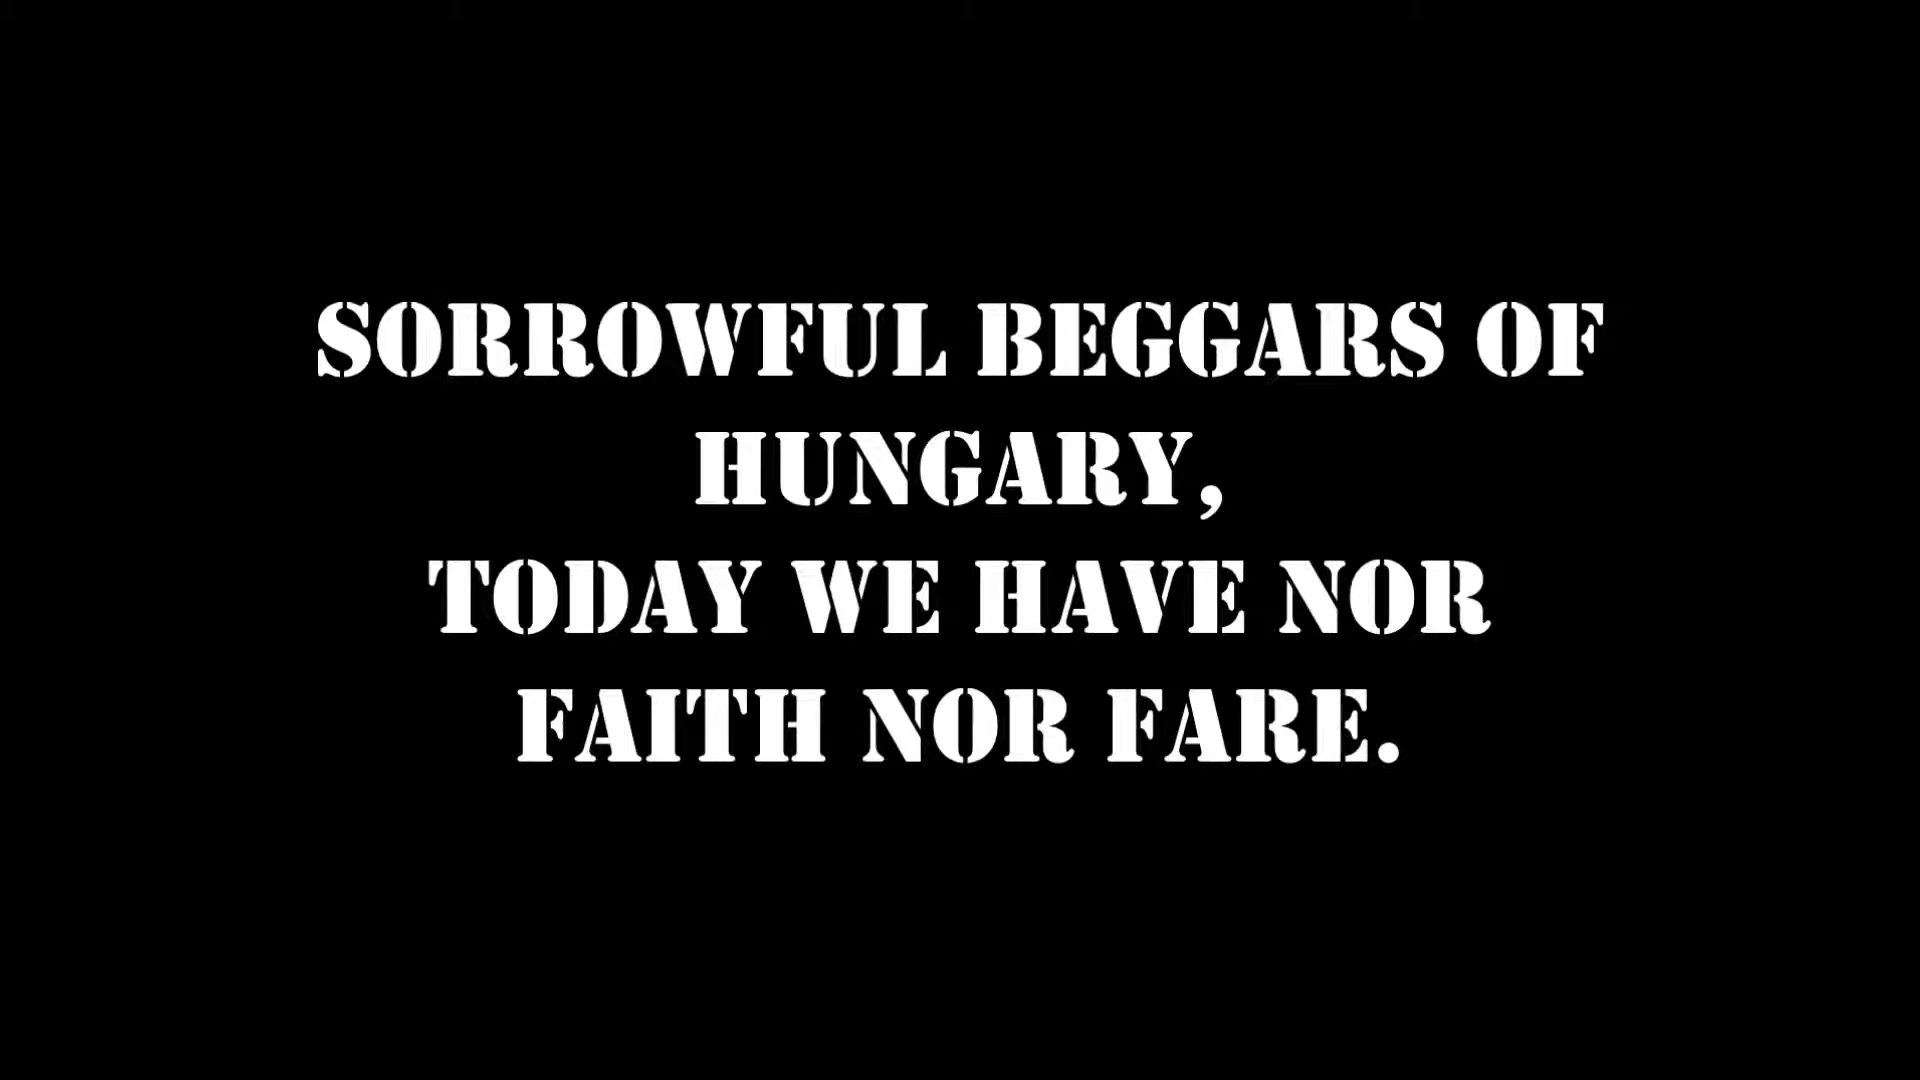 SORROWFUL BEGGARS OF
HUNGARY,
TODAY WE HAVE NOR
FAITH NOR FARE.